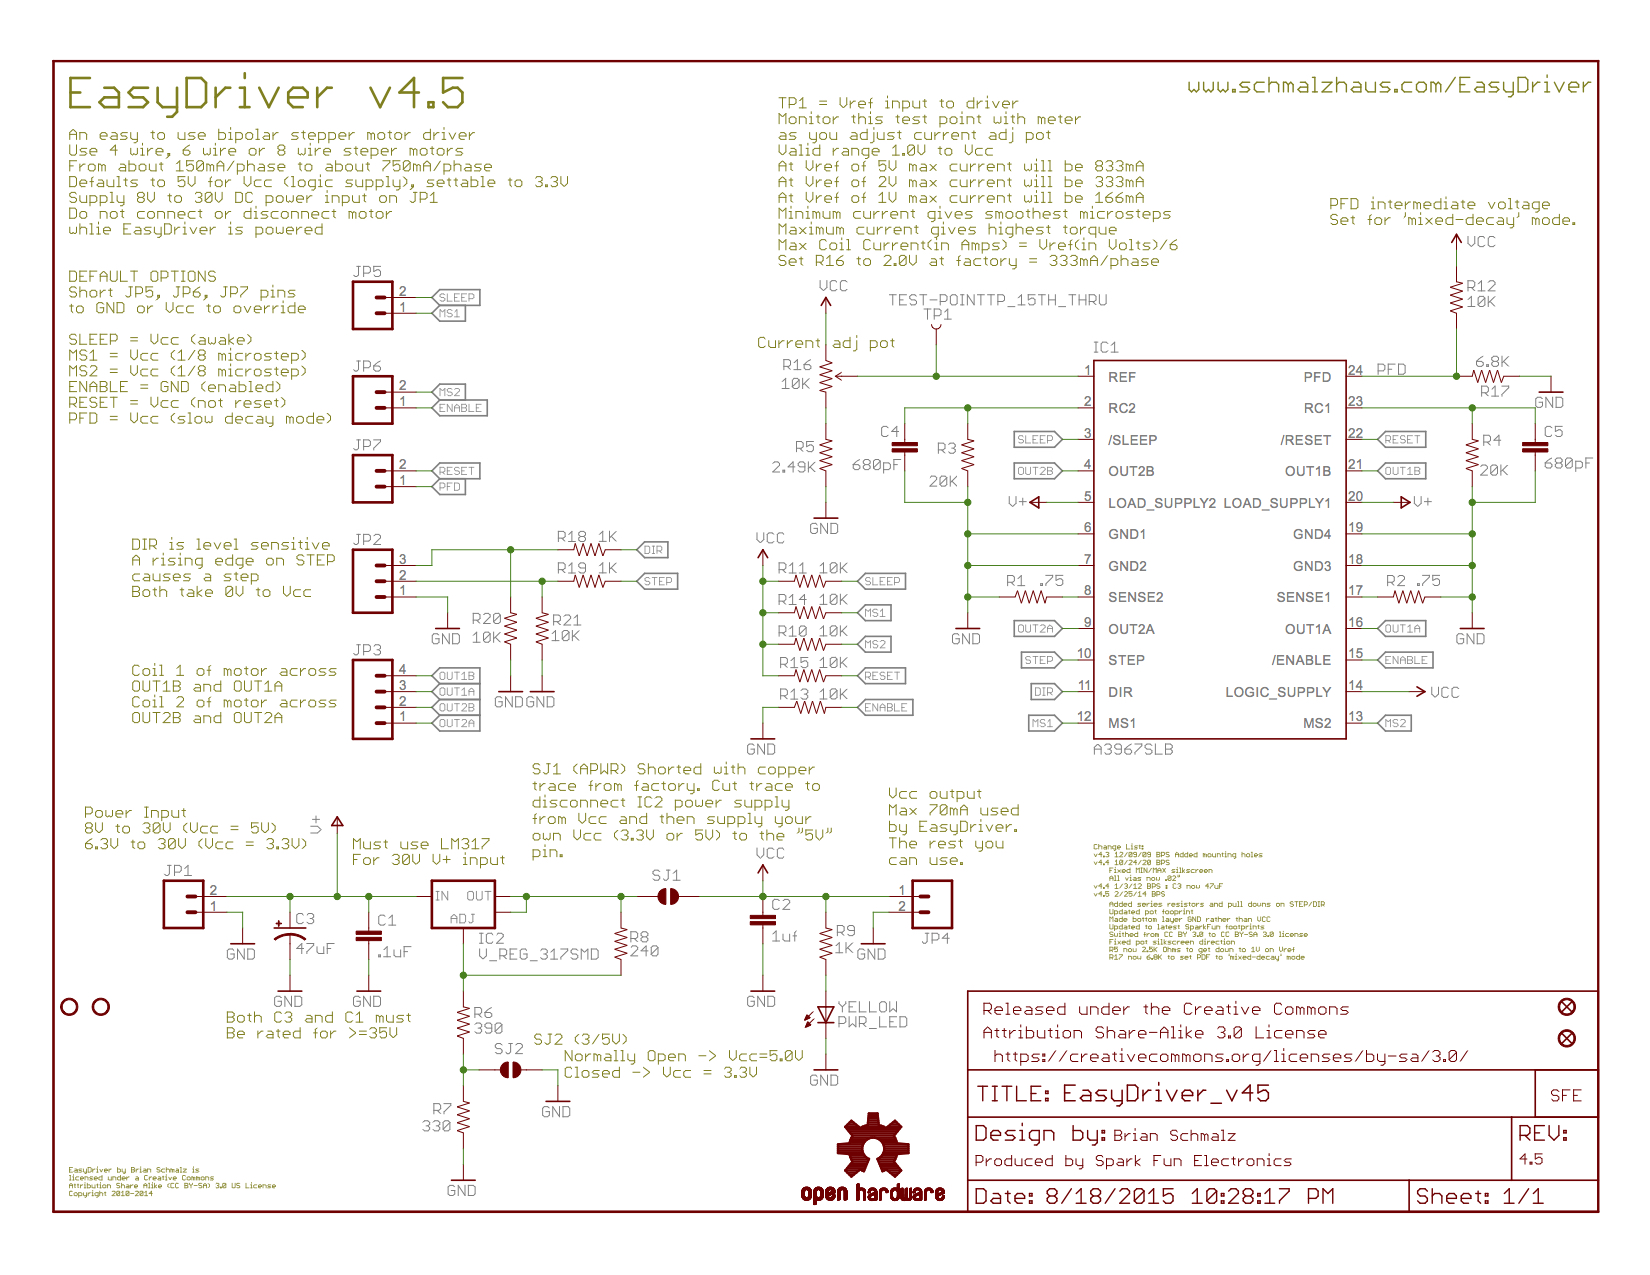 EasyDriver v4.5
An easy to use bipolar stepper motor driver
Use 4 wire, 6 wire or 8 wire steper motors
From about 150mA/phase to about 750mA/phase
Defaults to 5V for Vcc (logic supply), settable to 3.3V
Supply 8V to 30V DC power input on JP1
Do not connect or disconnect motor
whlie EasyDriver is powered
TP1 = Vref input to driver
Monitor this test point with meter
as you adjust current adj pot
Valid range 1.0V to Vcc
At Vref of 5V max current will be 833mA
At Vref of 2V max current will be 333mA
At Vref of 1V max current will be 166mA
Minimum current gives smoothest microsteps
Maximum current gives highest torque
Max Coil Current(in Amps) = Vref(in Volts)/6
Set R16 to 2.0V at factory = 333mA/phase
www.schmalzhaus.com/EasyDriver
PFD intermediate voltage
Set for 'mixed-decay' mode.
VCC
R12
10K
DEFAULT OPTIONS
Short JP5, JP6, JP7 pins
to GND or Vcc to override
SLEEP = Vcc (awake)
MS1 = Vcc (1/8 microstep)
MS2 = Vcc (1/8 microstep)
ENABLE = GND (enabled)
RESET = Vcc (not reset)
PFD = Vcc (slow decay mode)
JP5
2
SLEEP
1
MS1
JP6
2
MS2
1
ENABLE
JP7
2
RESET
1
PFD
VCC
TEST-POINTTP_15TH_THRU
TP1
Current adj pot
R16
10K
R5
2.49K
GND
C4
680pF
R3
20K
GND
IC1
1
REF
2
RC2
SLEEP
3
/SLEEP
OUT2B
4
OUT2B
V+
5
LOAD_SUPPLY2
6
GND1
7
GND2
R1 .75
8
SENSE2
OUT2A
9
OUT2A
STEP
10
STEP
DIR
11
DIR
MS1
12
MS1
PFD
24
PFD
RC1
23
/RESET
22
RESET
OUT1B
21
OUT1B
LOAD_SUPPLY1
20
V+
GND4
19
GND3
18
SENSE1
17
R2 .75
OUT1A
16
OUT1A
/ENABLE
15
ENABLE
LOGIC_SUPPLY
14
VCC
MS2
13
MS2
A3967SLB
6.8K
R17
GND
R4
20K
C5
680pF
GND
DIR is level sensitive
A rising edge on STEP
causes a step
Both take 0V to Vcc
JP2
3
2
1
GND
R18 1K
DIR
R19 1K
STEP
R20
10K
R21
10K
GND
GND
Coil 1 of motor across
OUT1B and OUT1A
Coil 2 of motor across
OUT2B and OUT2A
JP3
4
OUT1B
3
OUT1A
2
OUT2B
1
OUT2A
VCC
R11 10K
SLEEP
R14 10K
MS1
R10 10K
MS2
R15 10K
RESET
R13 10K
ENABLE
GND
SJ1 (APWR) Shorted with copper
trace from factory. Cut trace to
disconnect IC2 power supply
from Vcc and then supply your
own Vcc (3.3V or 5V) to the "5V"
pin.
Vcc output
Max 70mA used
by EasyDriver.
The rest you
can use.
Power Input
8V to 30V (Vcc = 5V)
6.3V to 30V (Vcc = 3.3V)
V+
Must use LM317
For 30V V+ input
JP1
2
1
GND
C3
47uF
GND
C1
.1uF
GND
Both C3 and C1 must
Be rated for >=35V
IN
OUT
ADJ
IC2
V_REG_317SMD
R8
240
SJ1
VCC
C2
1uf
GND
R9
1K
YELLOW
PWR_LED
GND
1
2
GND
JP4
R6
390
SJ2
SJ2 (3/5V)
Normally Open -> Vcc=5.0V
Closed -> Vcc = 3.3V
GND
R7
330
GND
Change List:
v4.3 12/09/09 BPS Added mounting holes
v4.4 10/24/20 BPS
Fixed MIN/MAX silkscreen
All vias now .02"
v4.4 1/3/12 BPS : C3 now 47uF
v4.5 2/25/14 BPS
Added series resistors and pull downs on STEP/DIR
Updated pot fooprint
Made bottom layer GND rather than VCC
Updated to latest SparkFun footprints
Suithed from CC BY 3.0 to CC BY-SA 3.0 license
Fixed pot silkscreen direction
R5 now 2.5K Ohms to get down to 1V on Vref
R17 now 6.8K to set PDF to 'mixed-decay' mode
EasyDriver by Brian Schmalz is
licensed under a Creative Commons
Attribution Share Alike (CC BY-SA) 3.0 US License
Copyright 2010-2014
open hardware
Released under the Creative Commons
Attribution Share-Alike 3.0 License
https://creativecommons.org/licenses/by-sa/3.0/
TITLE: EasyDriver_v45
SFE
Design by: Brian Schmalz
Produced by Spark Fun Electronics
REV:
4.5
Date: 8/18/2015 10:28:17 PM
Sheet: 1/1